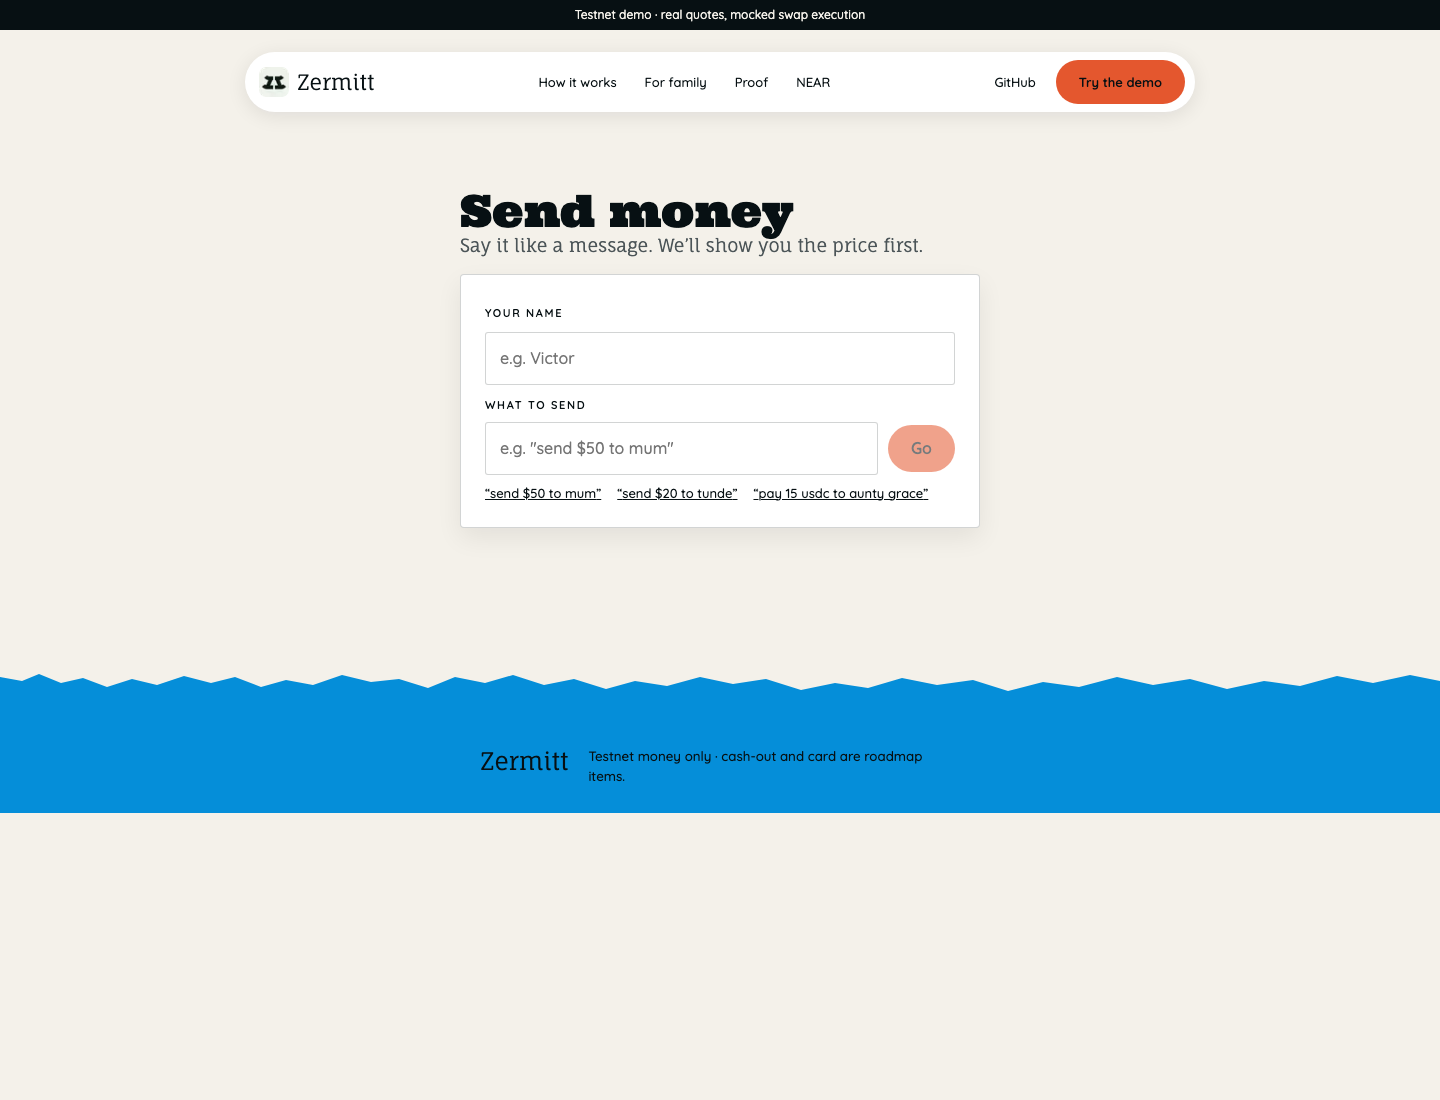 Testnet demo · real quotes, mocked swap execution
Zermitt
How it works
For family
Proof
NEAR
GitHub
Try the demo
Send money
Say it like a message. We’ll show you the price first.
YOUR NAME
e.g. Victor
WHAT TO SEND
e.g. "send $50 to mum"
Go
“send $50 to mum” “send $20 to tunde” “pay 15 usdc to aunty grace”
Zermitt
Testnet money only · cash-out and card are roadmap
items.